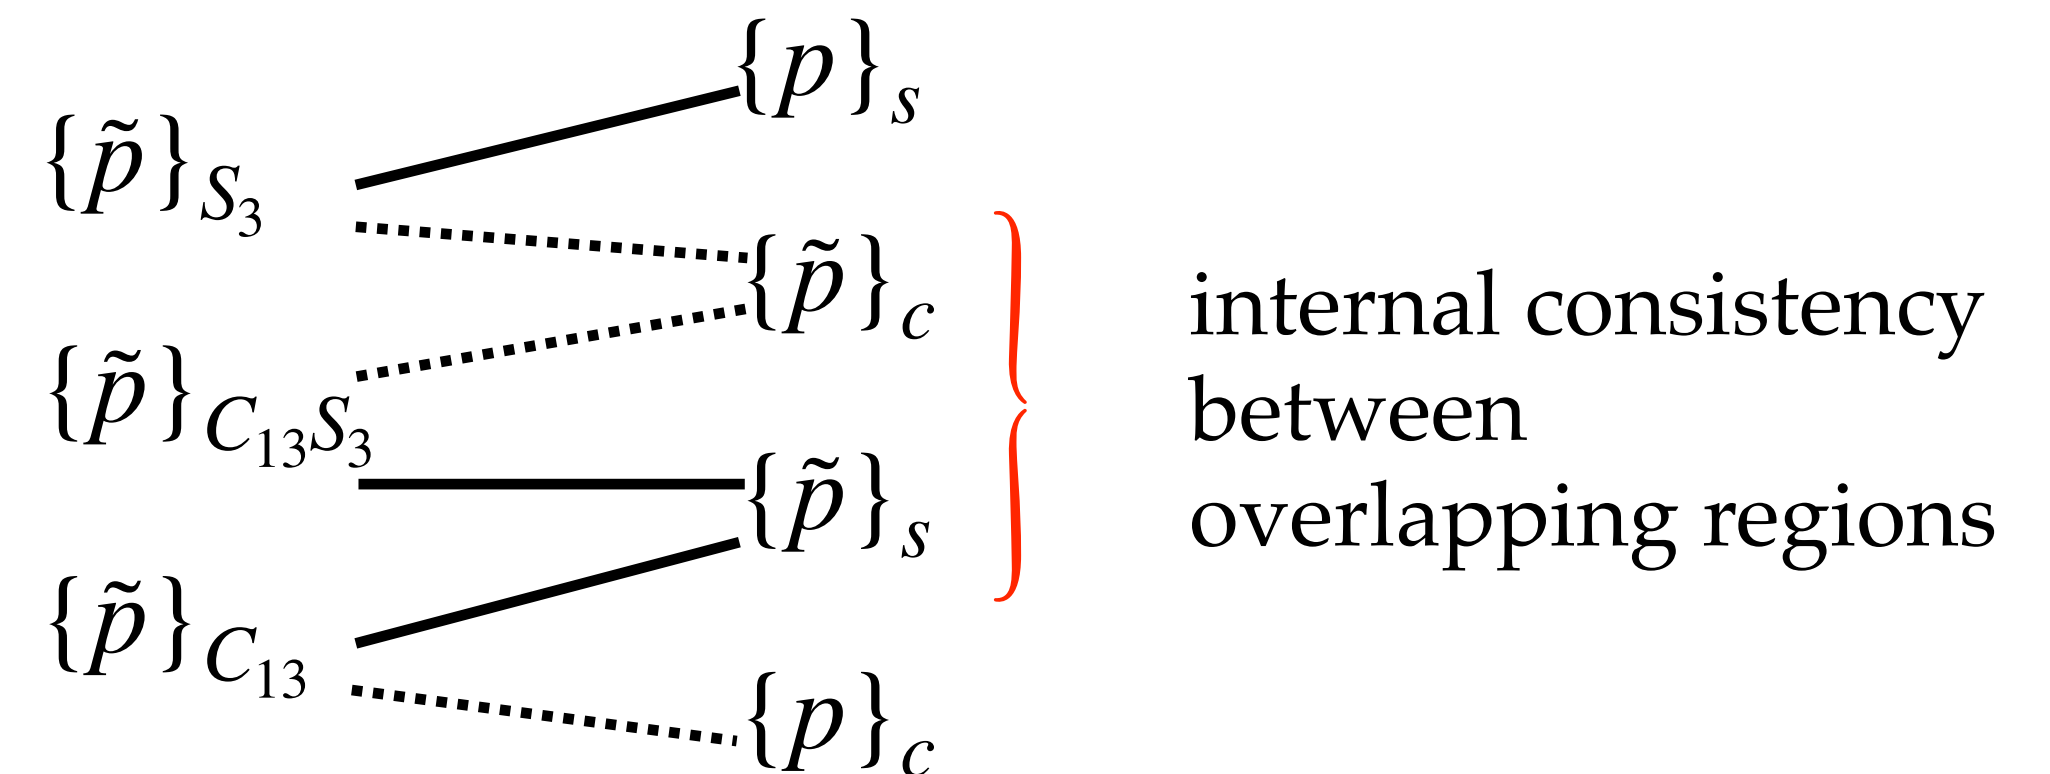 {p}_s
{p̃}_{S_3}
{p̃}_c
{p̃}_{C_{13}S_3}
{p̃}_s
{p̃}_{C_{13}}
{p}_c
internal consistency
between
overlapping regions